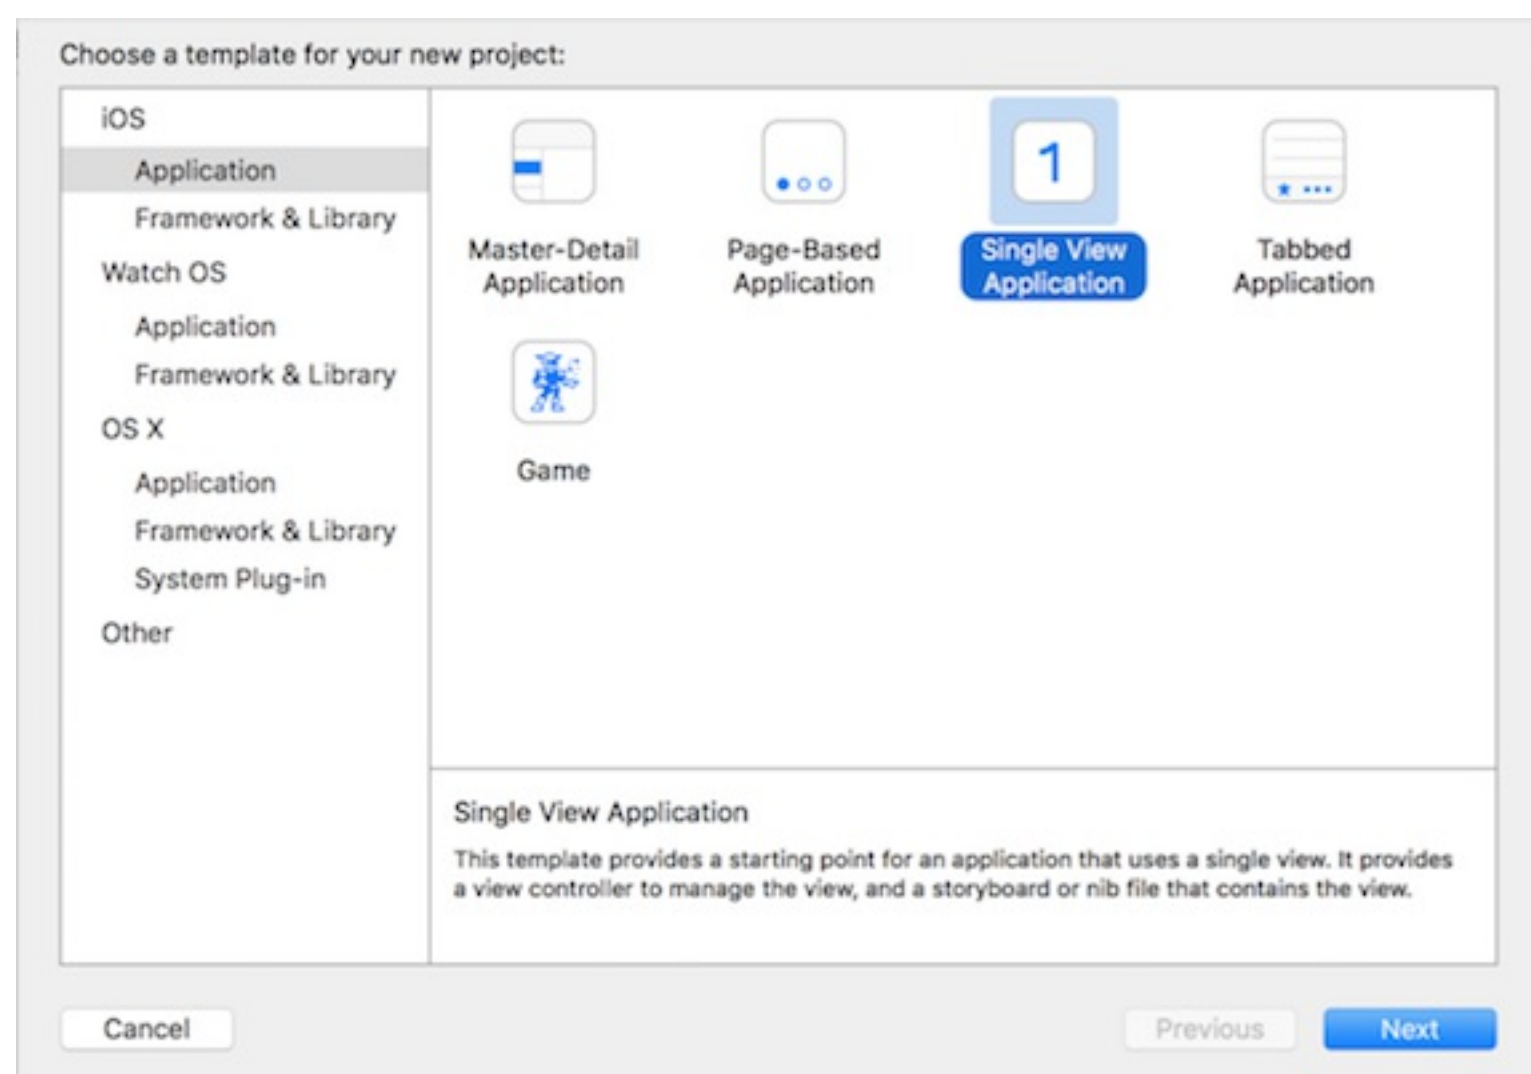 Choose a template for your new project:
iOS
Application
Framework & Library
Watch OS
Application
Framework & Library
OS X
Application
Framework & Library
System Plug-in
Other
Master-Detail
Application
Page-Based
Application
1
Single View
Application
Tabbed
Application
Game
Single View Application
This template provides a starting point for an application that uses a single view. It provides
a view controller to manage the view, and a storyboard or nib file that contains the view.
Cancel
Previous
Next